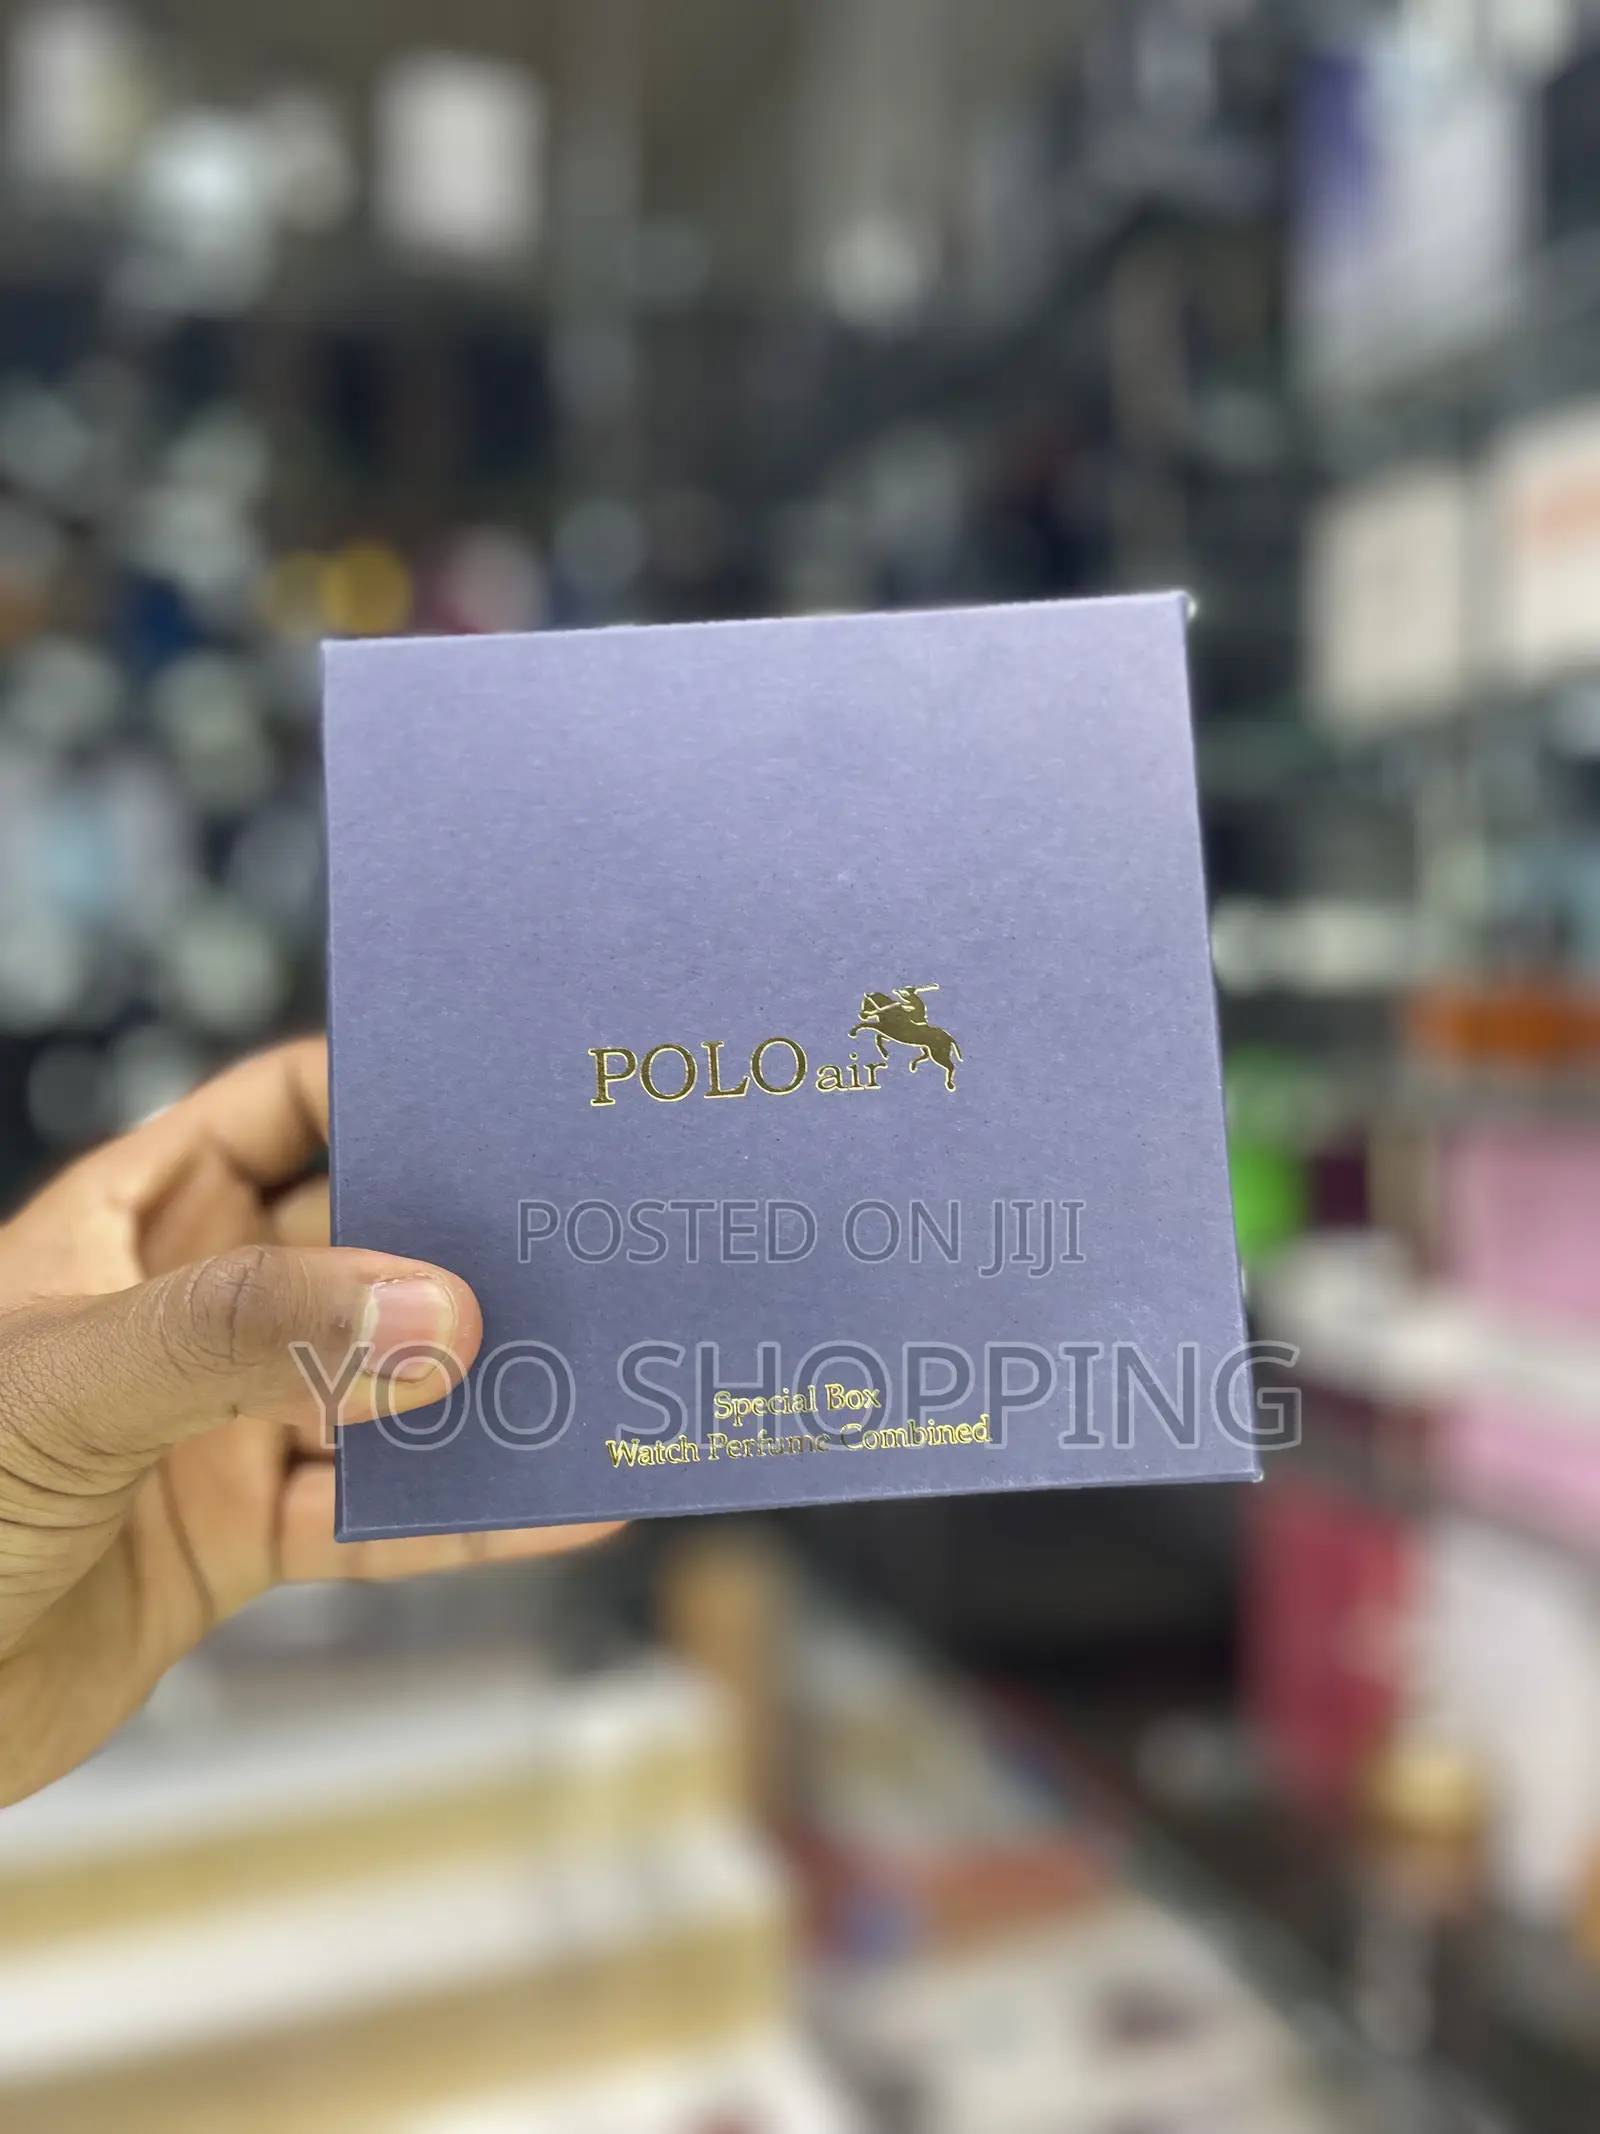 POLO air
POSTED ON JIJI
YOO SHOPPING
Special Box
Watch Perfume Combined